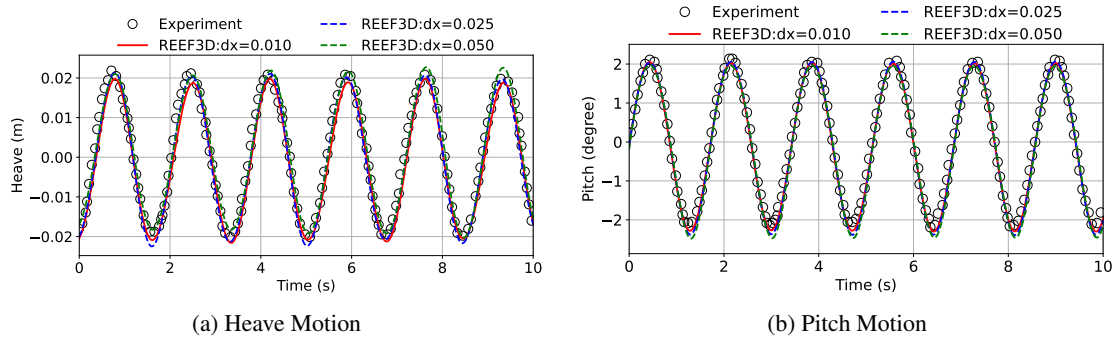 Experiment
REEF3D:dx=0.010
REEF3D:dx=0.025
REEF3D:dx=0.050
Heave (m)
0.02
0.01
0.00
−0.01
−0.02
0 2 4 6 8 10
Time (s)
(a) Heave Motion
Experiment
REEF3D:dx=0.010
REEF3D:dx=0.025
REEF3D:dx=0.050
Pitch (degree)
2
1
0
−1
−2
0 2 4 6 8 10
Time (s)
(b) Pitch Motion